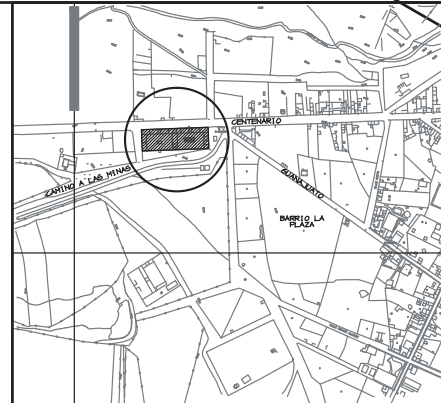 CENTENARIO
CAMINO A LAS MINAS
GUANAJUATO
BARRIO LA
PLAZA